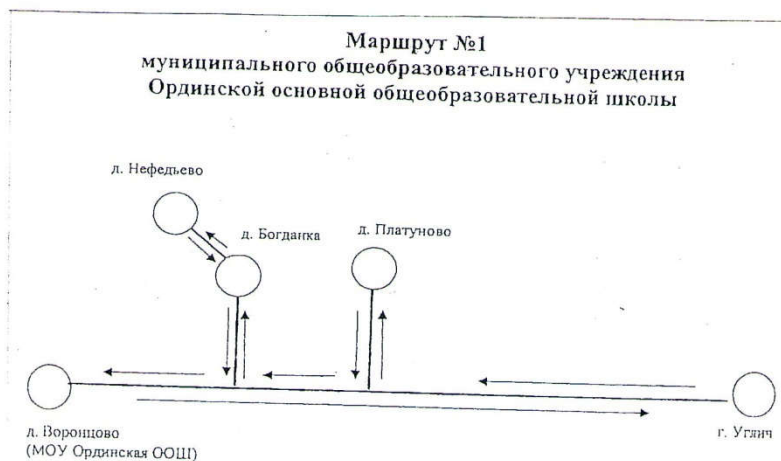 Маршрут №1
муниципального общеобразовательного учреждения
Ординской основной общеобразовательной школы
д. Нефедьево
д. Богданка
д. Платуново
д. Воронцово
(МОУ Ординская ООШ)
г. Углич